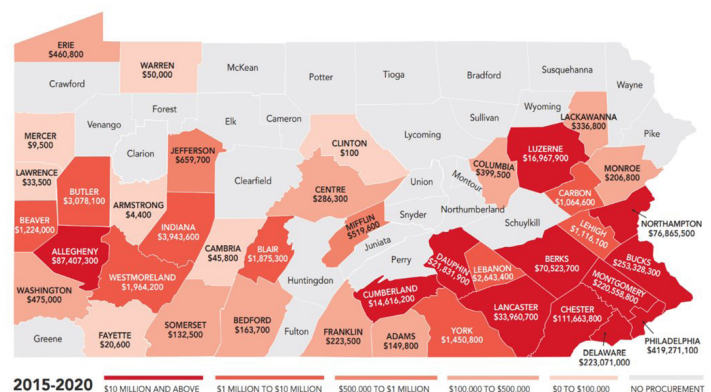 ERIE
$460,800
WARREN
$50,000
McKean
Potter
Tioga
Bradford
Susquehanna
Wayne
Crawford
Forest
Venango
Elk
Cameron
Clarion
MERCER
$9,500
LAWRENCE
$33,500
BUTLER
$3,078,100
BEAVER
$1,224,000
ARMSTRONG
$4,400
JEFFERSON
$659,700
INDIANA
$3,943,600
Clearfield
CLINTON
$100
CENTRE
$286,300
Lycoming
Sullivan
Wyoming
LACKAWANNA
$336,800
Pike
LUZERNE
$16,967,900
COLUMBIA
$399,500
MONROE
$206,800
Montour
Union
Snyder
Northumberland
MIFFLIN
$519,600
Juniata
Perry
Schuylkill
CARBON
$1,064,600
LEHIGH
$1,116,100
NORTHAMPTON
$76,865,500
ALLEGHENY
$87,407,300
WESTMORELAND
$1,964,200
CAMBRIA
$45,800
BLAIR
$1,875,300
Huntingdon
DAUPHIN
$21,831,900
LEBANON
$2,643,400
BERKS
$70,523,700
BUCKS
$253,328,300
MONTGOMERY
$220,558,800
WASHINGTON
$475,000
Greene
FAYETTE
$20,600
SOMERSET
$132,500
BEDFORD
$163,700
Fulton
FRANKLIN
$223,500
CUMBERLAND
$14,616,200
ADAMS
$149,800
YORK
$1,450,800
LANCASTER
$33,960,700
CHESTER
$111,663,800
PHILADELPHIA
$419,271,100
DELAWARE
$223,071,000
2015-2020
$10 MILLION AND ABOVE
$1 MILLION TO $10 MILLION
$500,000 TO $1 MILLION
$100,000 TO $500,000
$0 TO $100,000
NO PROCUREMENT